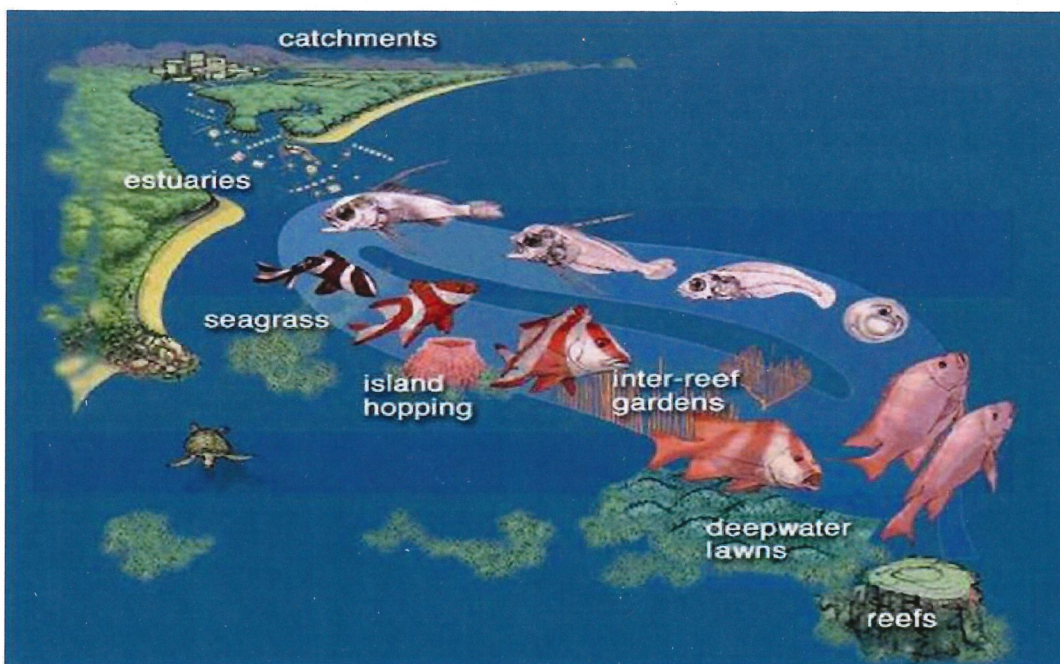 catchments
estuaries
seagrass
island
hopping
inter-reef
gardens
deepwater
lawns
reefs